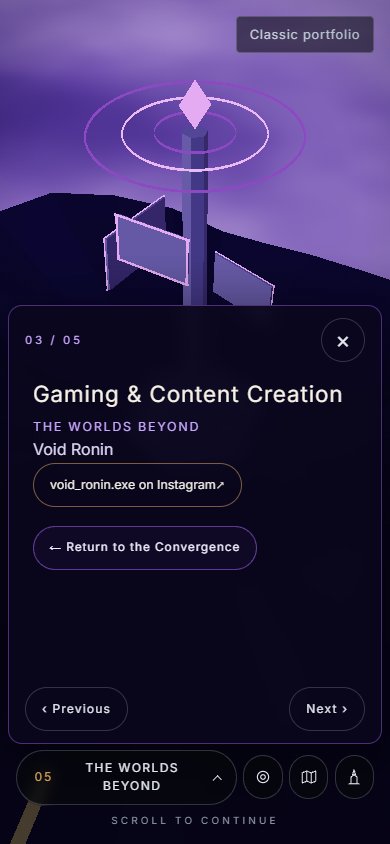 Classic portfolio
03 / 05
×
Gaming & Content Creation
THE WORLDS BEYOND
Void Ronin
void_ronin.exe on Instagram↗
← Return to the Convergence
‹ Previous
Next ›
05
THE WORLDS
BEYOND
SCROLL TO CONTINUE